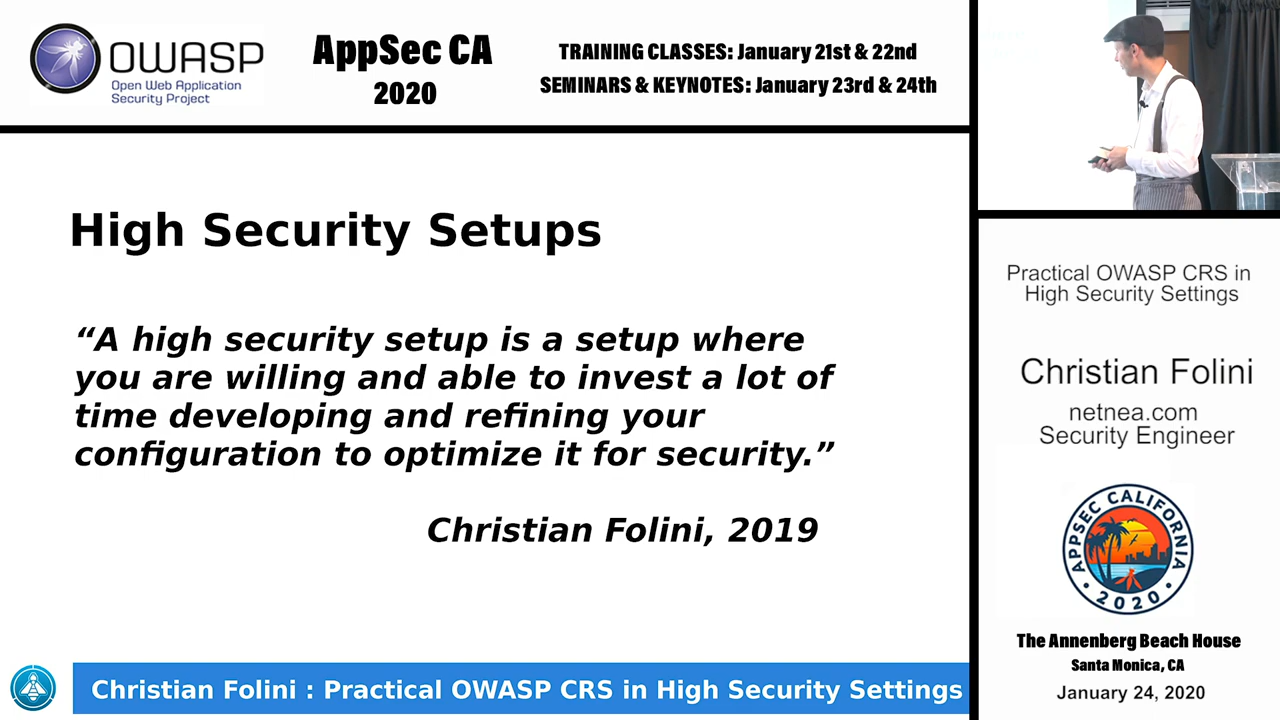 OWASP
Open Web Application
Security Project
AppSec CA
2020
TRAINING CLASSES: January 21st & 22nd
SEMINARS & KEYNOTES: January 23rd & 24th
High Security Setups
“A high security setup is a setup where
you are willing and able to invest a lot of
time developing and refining your
configuration to optimize it for security.”
Christian Folini, 2019
Christian Folini : Practical OWASP CRS in High Security Settings
Practical OWASP CRS in
High Security Settings
Christian Folini
netnea.com
Security Engineer
APPSEC CALIFORNIA
• 2020 •
The Annenberg Beach House
Santa Monica, CA
January 24, 2020